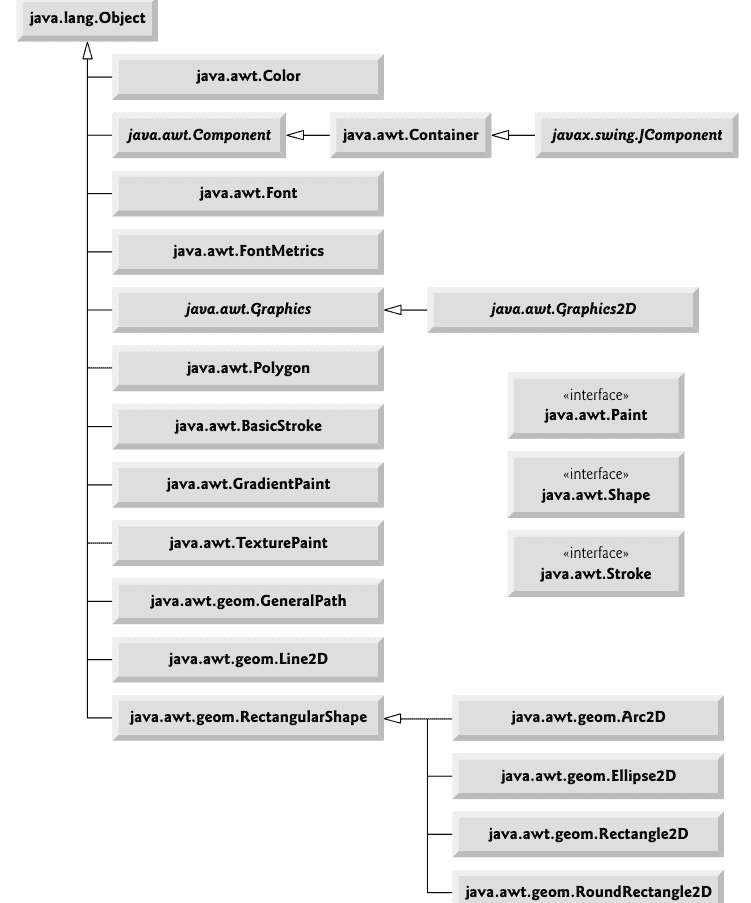 java.lang.Object
java.awt.Color
java.awt.Component
java.awt.Container
javax.swing.JComponent
java.awt.Font
java.awt.FontMetrics
java.awt.Graphics
java.awt.Graphics2D
java.awt.Polygon
«interface»
java.awt.Paint
java.awt.BasicStroke
java.awt.GradientPaint
«interface»
java.awt.Shape
java.awt.TexturePaint
«interface»
java.awt.Stroke
java.awt.geom.GeneralPath
java.awt.geom.Line2D
java.awt.geom.RectangularShape
java.awt.geom.Arc2D
java.awt.geom.Ellipse2D
java.awt.geom.Rectangle2D
java.awt.geom.RoundRectangle2D